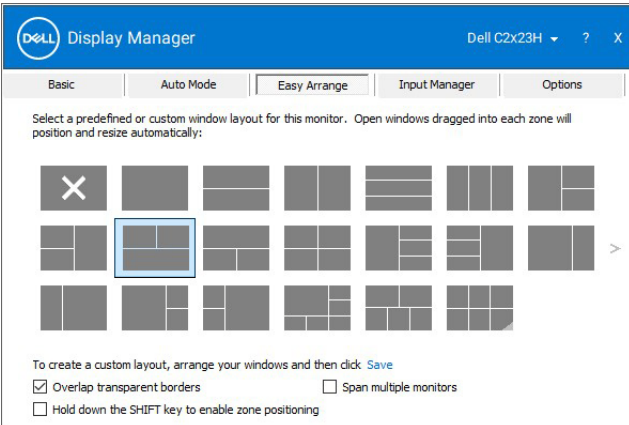 DELL Display Manager Dell C2x23H ? X
Basic Auto Mode Easy Arrange Input Manager Options
Select a predefined or custom window layout for this monitor. Open windows dragged into each zone will
position and resize automatically:
>
To create a custom layout, arrange your windows and then click Save
Overlap transparent borders Span multiple monitors
Hold down the SHIFT key to enable zone positioning